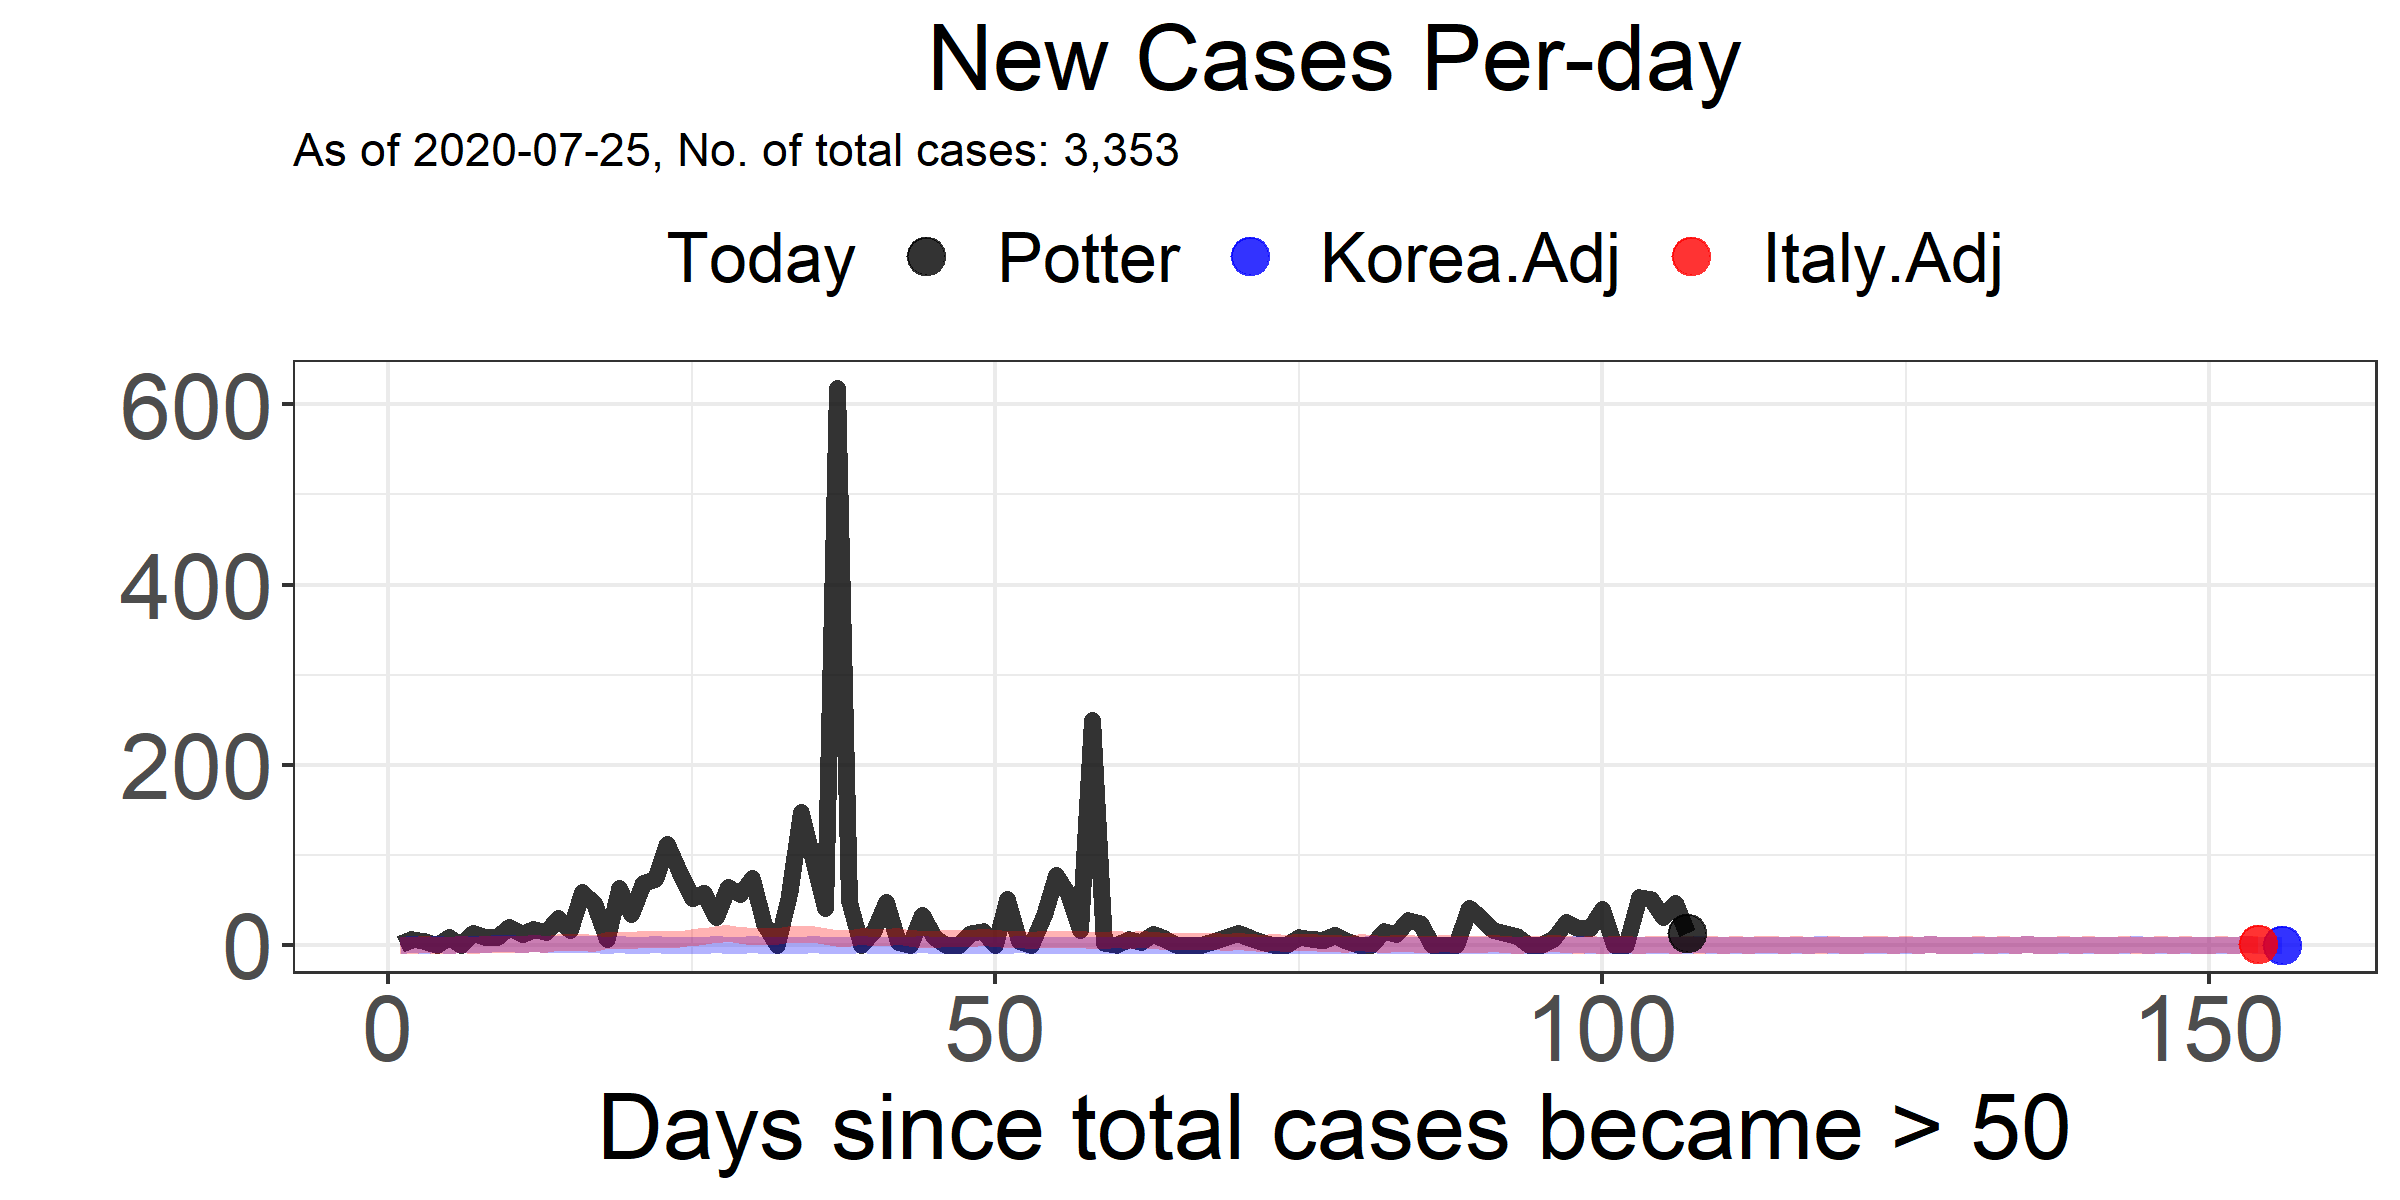 New Cases Per-day
As of 2020-07-25, No. of total cases: 3,353
Today Potter Korea.Adj Italy.Adj
600
400
200
0
0 50 100 150
Days since total cases became > 50